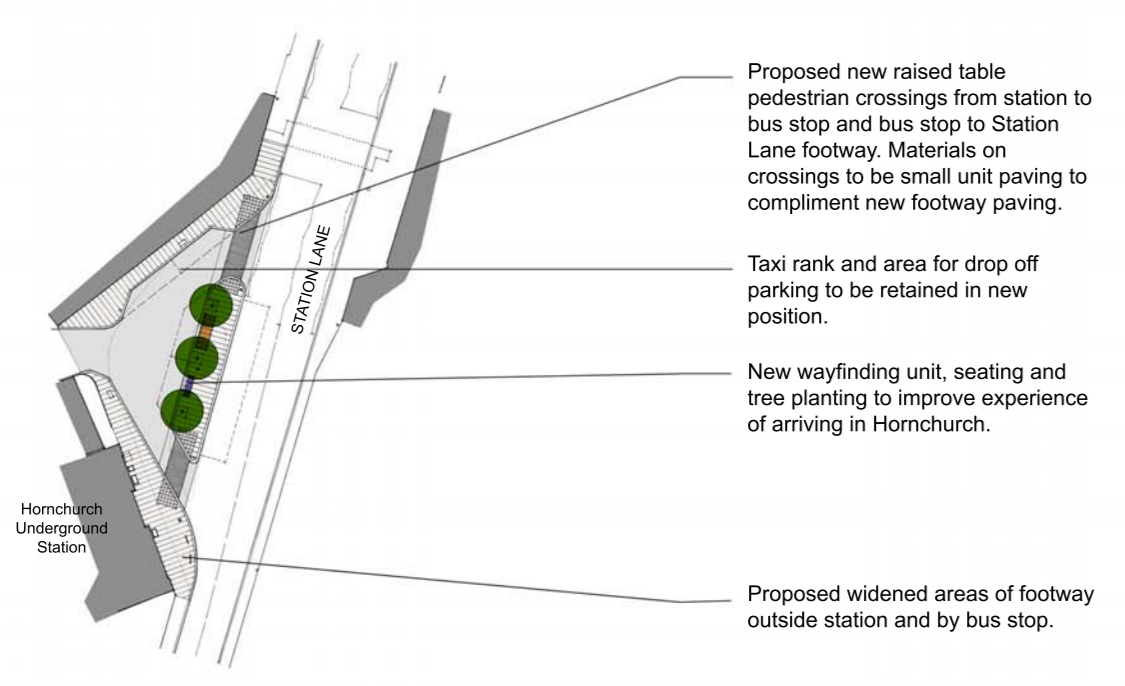 Proposed new raised table
pedestrian crossings from station to
bus stop and bus stop to Station
Lane footway. Materials on
crossings to be small unit paving to
compliment new footway paving.
STATION LANE
Taxi rank and area for drop off
parking to be retained in new
position.
New wayfinding unit, seating and
tree planting to improve experience
of arriving in Hornchurch.
Hornchurch
Underground
Station
Proposed widened areas of footway
outside station and by bus stop.